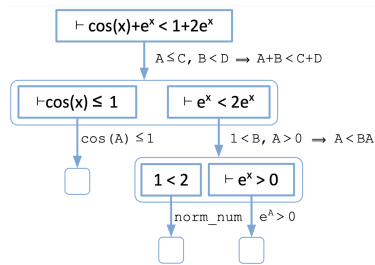 ⊢ cos(x)+eˣ < 1+2eˣ
A≤C, B<D ⟹ A+B<C+D
⊢cos(x) ≤ 1
⊢ eˣ < 2eˣ
cos(A) ≤1
1<B, A>0 ⟹ A<BA
1 < 2
⊢ eˣ > 0
norm_num
eᴬ>0